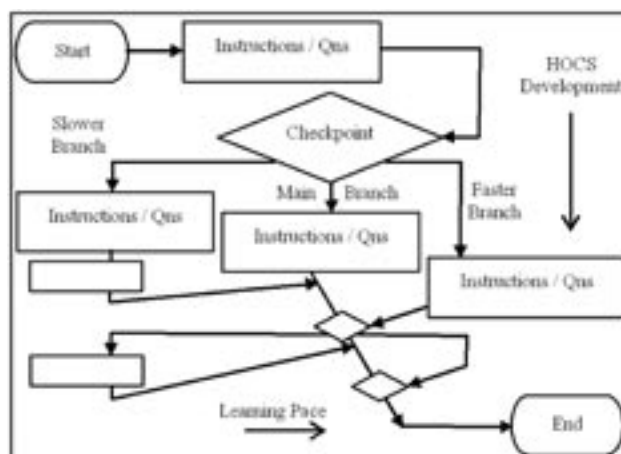 Start
Instructions / Qns
HOCS
Development
Checkpoint
Slower
Branch
Main Branch
Faster
Branch
Instructions / Qns
Instructions / Qns
Instructions / Qns
Learning Pace
End